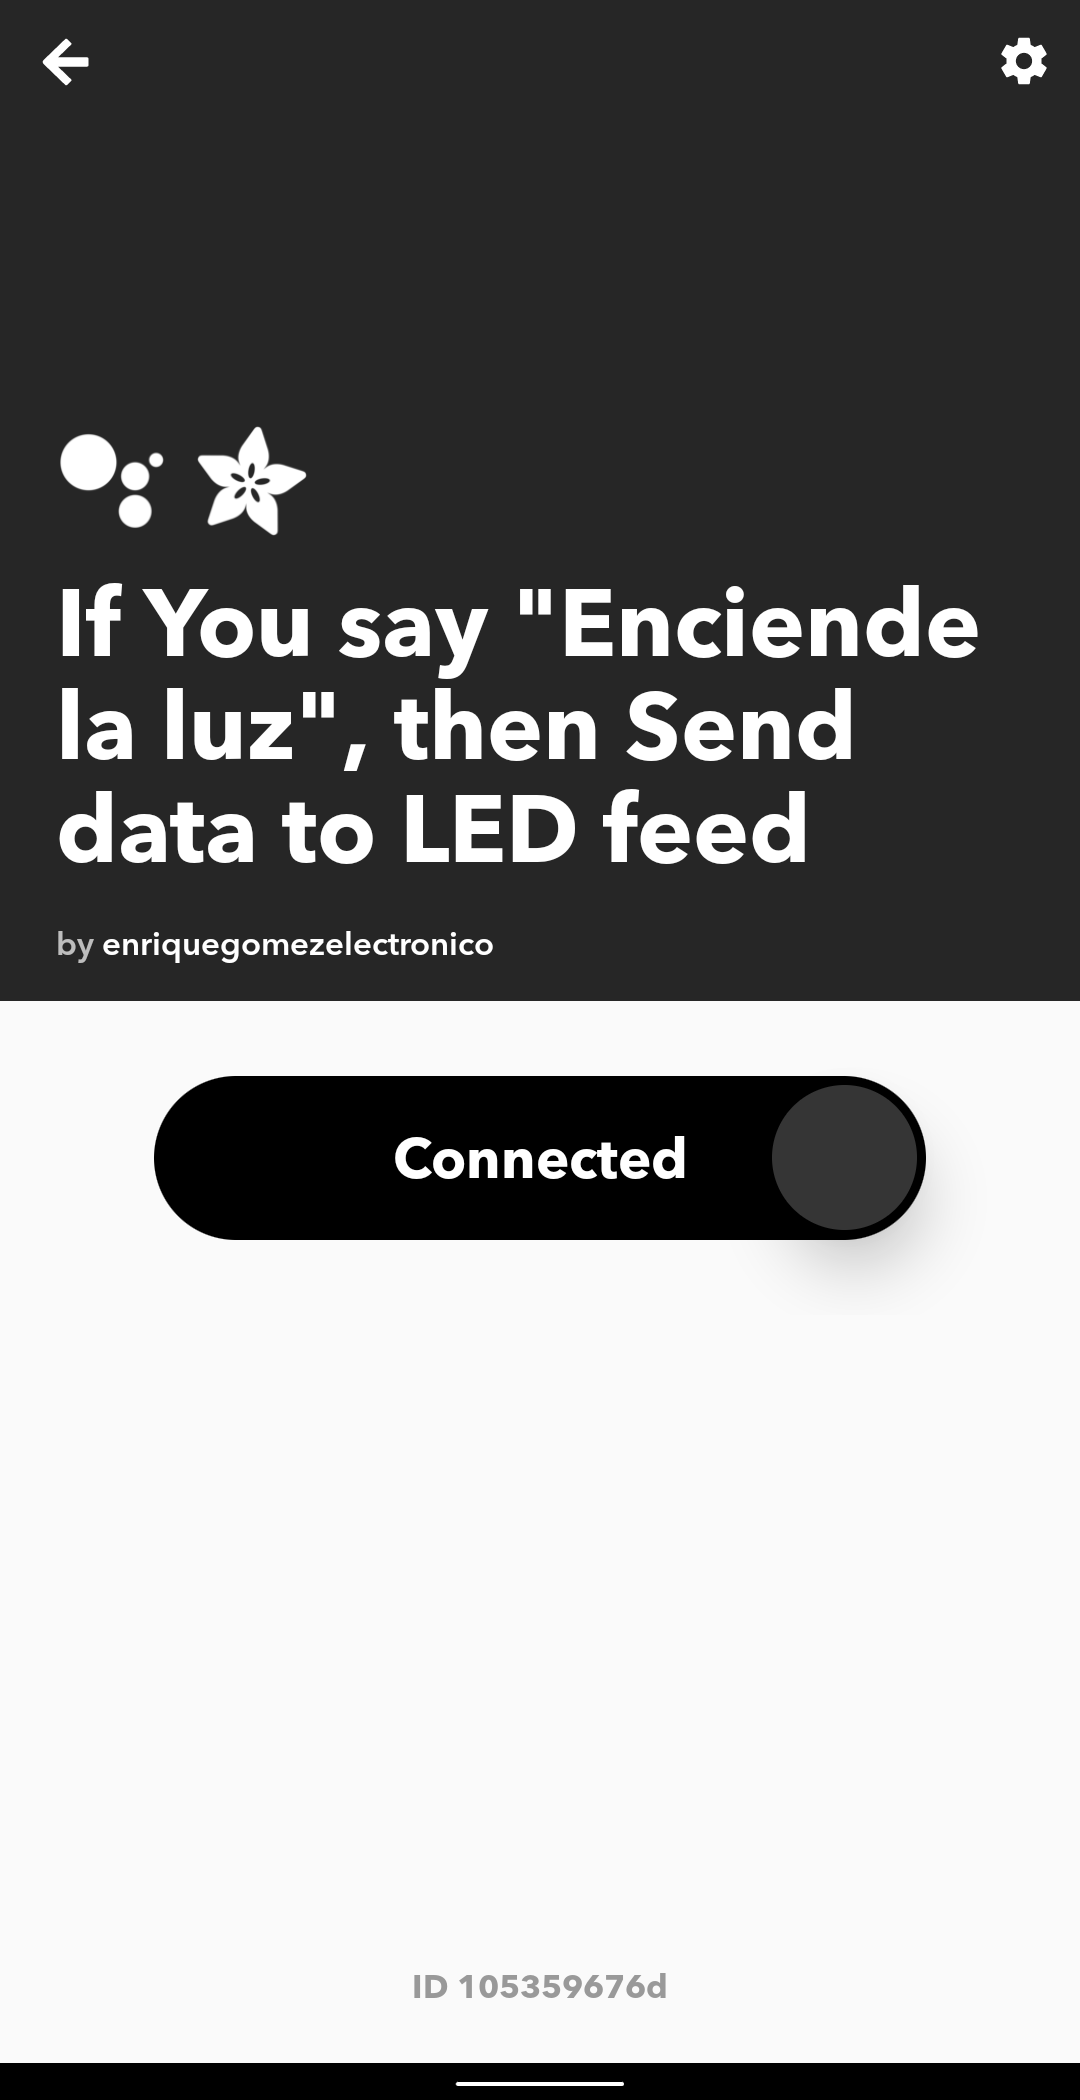 If You say "Enciende
la luz", then Send
data to LED feed
by enriquegomezelectronico
Connected
ID 105359676d